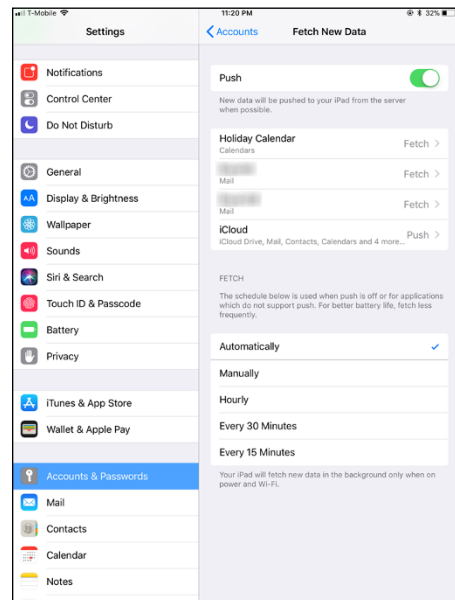 T-Mobile 11:20 PM 32%
Settings
Accounts Fetch New Data
Notifications
Control Center
Do Not Disturb
General
Display & Brightness
AA
Wallpaper
Sounds
Siri & Search
Touch ID & Passcode
Battery
Privacy
iTunes & App Store
Wallet & Apple Pay
Accounts & Passwords
Mail
Contacts
Calendar
Notes
Push
New data will be pushed to your iPad from the server
when possible.
Holiday Calendar
Calendars
Fetch
Mail
Fetch
Mail
Fetch
iCloud
iCloud Drive, Mail, Contacts, Calendars and 4 more...
Push
FETCH
The schedule below is used when push is off or for applications
which do not support push. For better battery life, fetch less
frequently.
Automatically
Manually
Hourly
Every 30 Minutes
Every 15 Minutes
Your iPad will fetch new data in the background only when on
power and Wi-Fi.